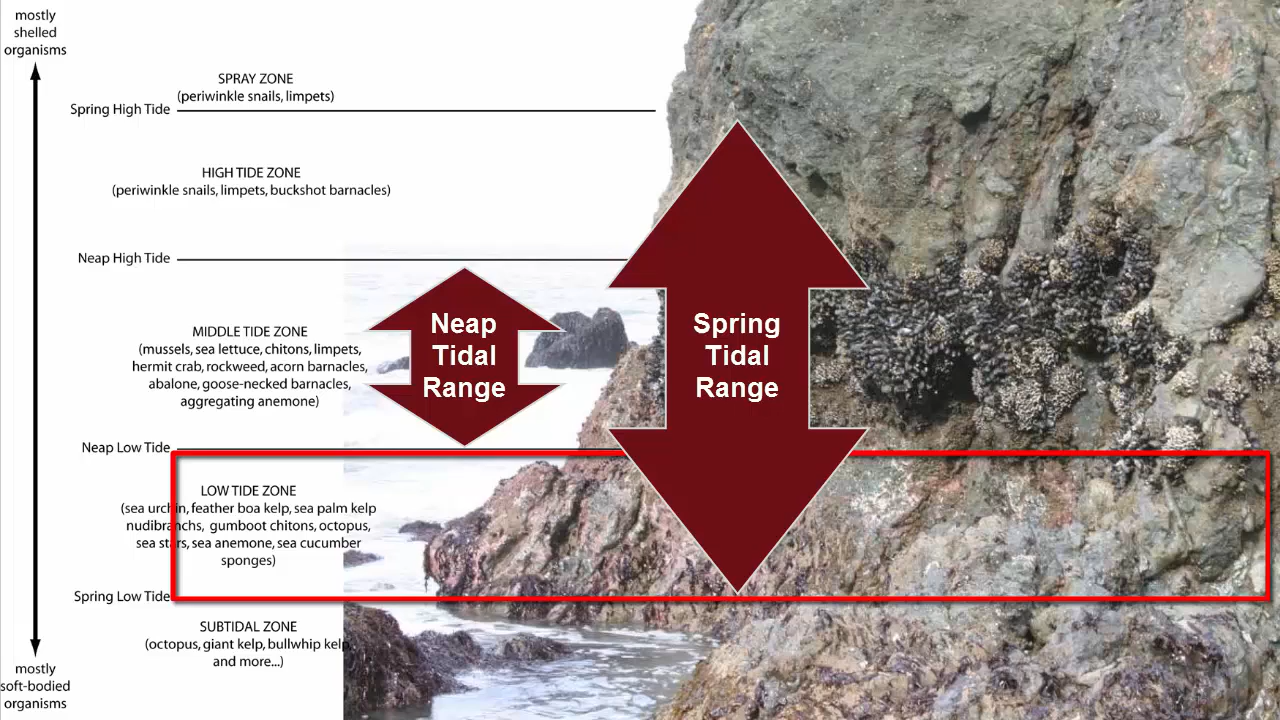 mostly
shelled
organisms
SPRAY ZONE
(periwinkle snails, limpets)
Spring High Tide
HIGH TIDE ZONE
(periwinkle snails, limpets, buckshot barnacles)
Neap High Tide
MIDDLE TIDE ZONE
(mussels, sea lettuce, chitons, limpets,
hermit crab, rockweed, acorn barnacles,
abalone, goose-necked barnacles,
aggregating anemone)
Neap
Tidal
Range
Spring
Tidal
Range
Neap Low Tide
LOW TIDE ZONE
(sea urchin, feather boa kelp, sea palm kelp
nudibranchs, gumboot chitons, octopus,
sea stars, sea anemone, sea cucumber
sponges)
Spring Low Tide
SUBTIDAL ZONE
(octopus, giant kelp, bullwhip kelp
and more...)
mostly
soft-bodied
organisms